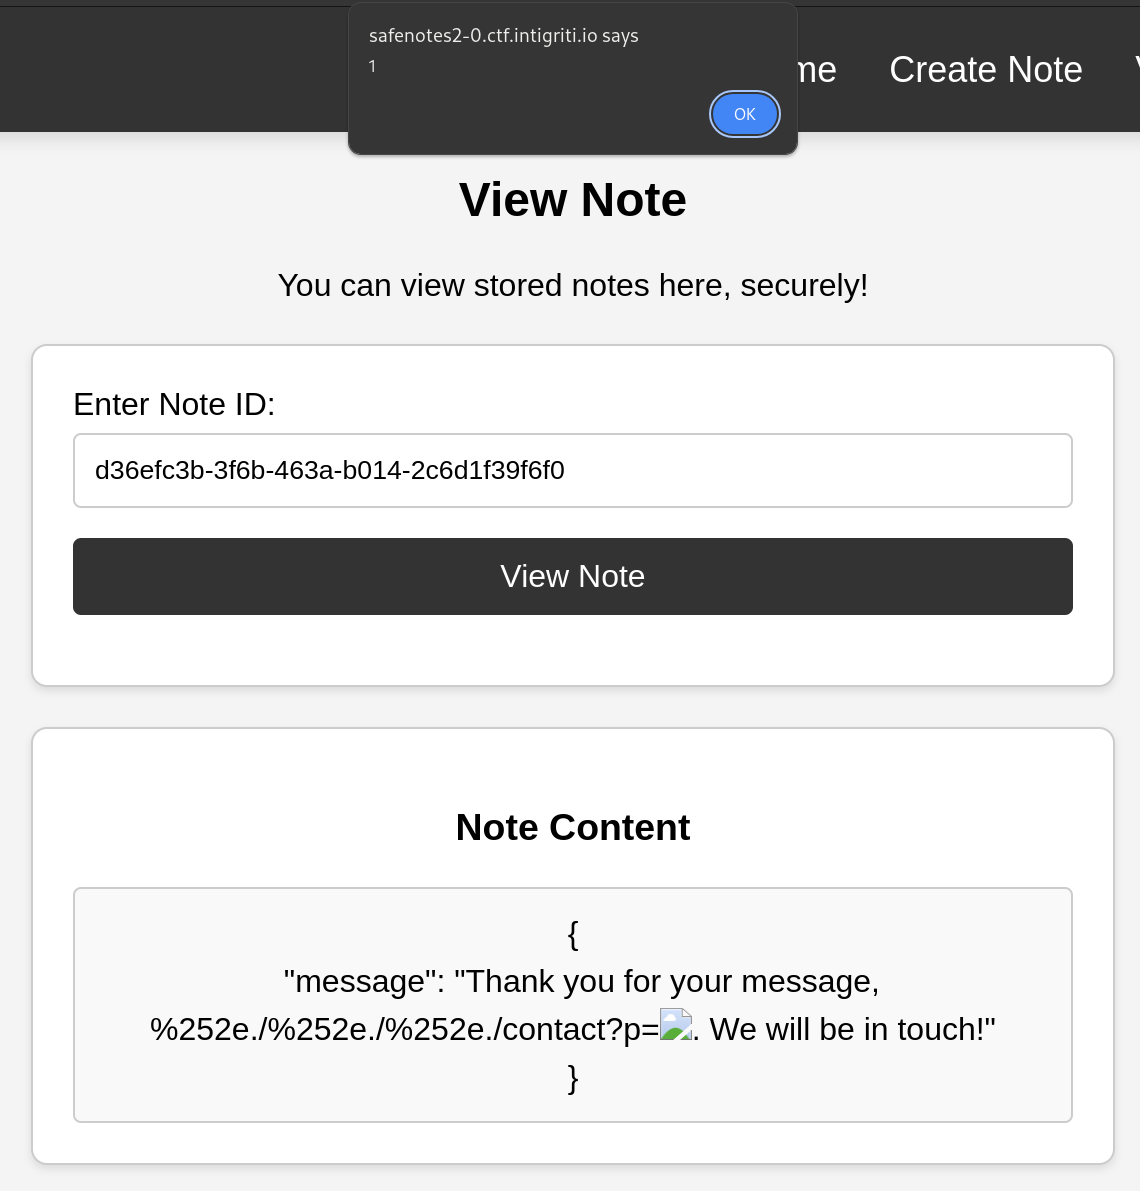 safenotes2-0.ctf.intigriti.io says
1
OK
me Create Note V
View Note
You can view stored notes here, securely!
Enter Note ID:
d36efc3b-3f6b-463a-b014-2c6d1f39f6f0
View Note
Note Content
{
"message": "Thank you for your message,
%252e./%252e./%252e./contact?p=. We will be in touch!"
}